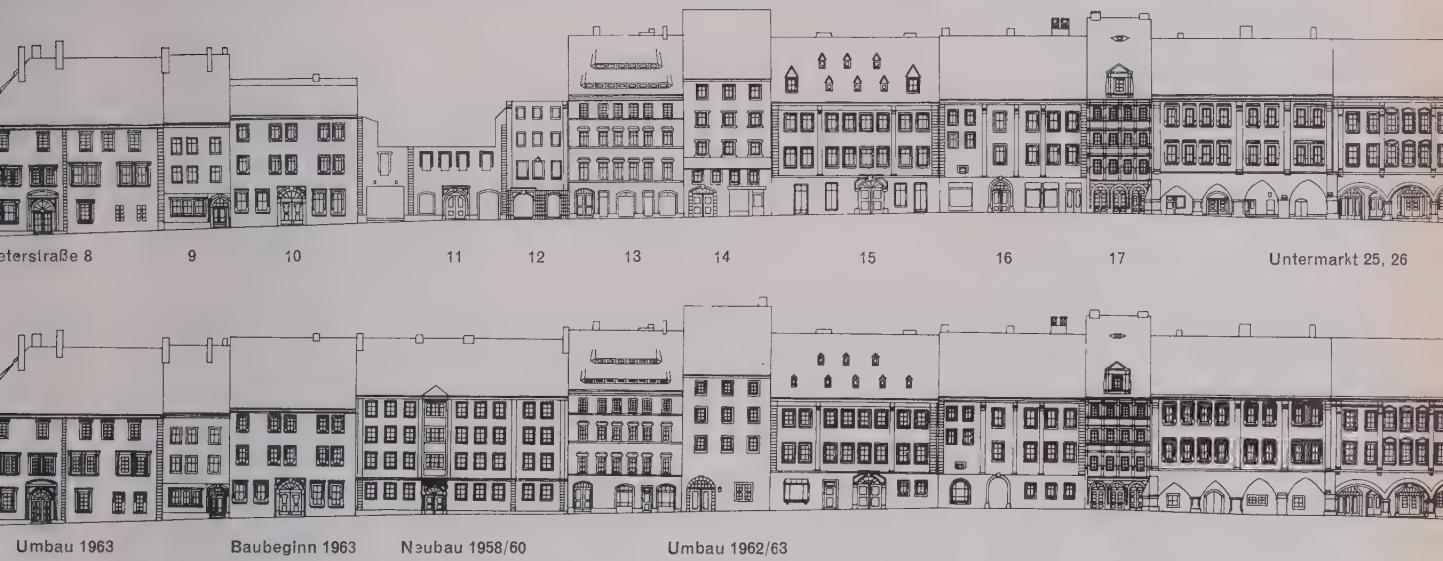 eterstraße 8 9 10 11 12 13 14 15 16 17 Untermarkt 25, 26
Umbau 1963 Baubeginn 1963 Neubau 1958/60 Umbau 1962/63